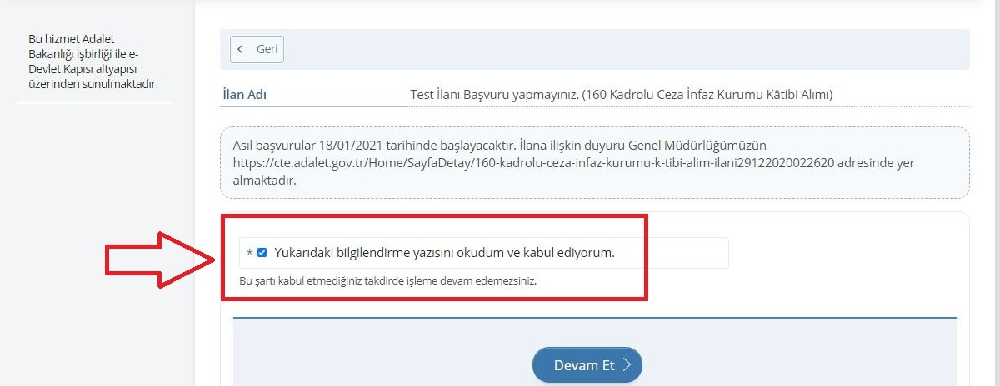 Bu hizmet Adalet
Bakanlığı işbirliği ile e-
Devlet Kapısı altyapısı
üzerinden sunulmaktadır.
Geri
İlan Adı
Test İlanı Başvuru yapmayınız. (160 Kadrolu Ceza İnfaz Kurumu Kâtibi Alımı)
Asıl başvurular 18/01/2021 tarihinde başlayacaktır. İlana ilişkin duyuru Genel Müdürlüğümüzün
https://cte.adalet.gov.tr/Home/SayfaDetay/160-kadrolu-ceza-infaz-kurumu-k-tibi-alim-ilani29122020022620 adresinde yer
almaktadır.
* Yukarıdaki bilgilendirme yazısını okudum ve kabul ediyorum.
Bu şartı kabul etmediğiniz takdirde işleme devam edemezsiniz.
Devam Et